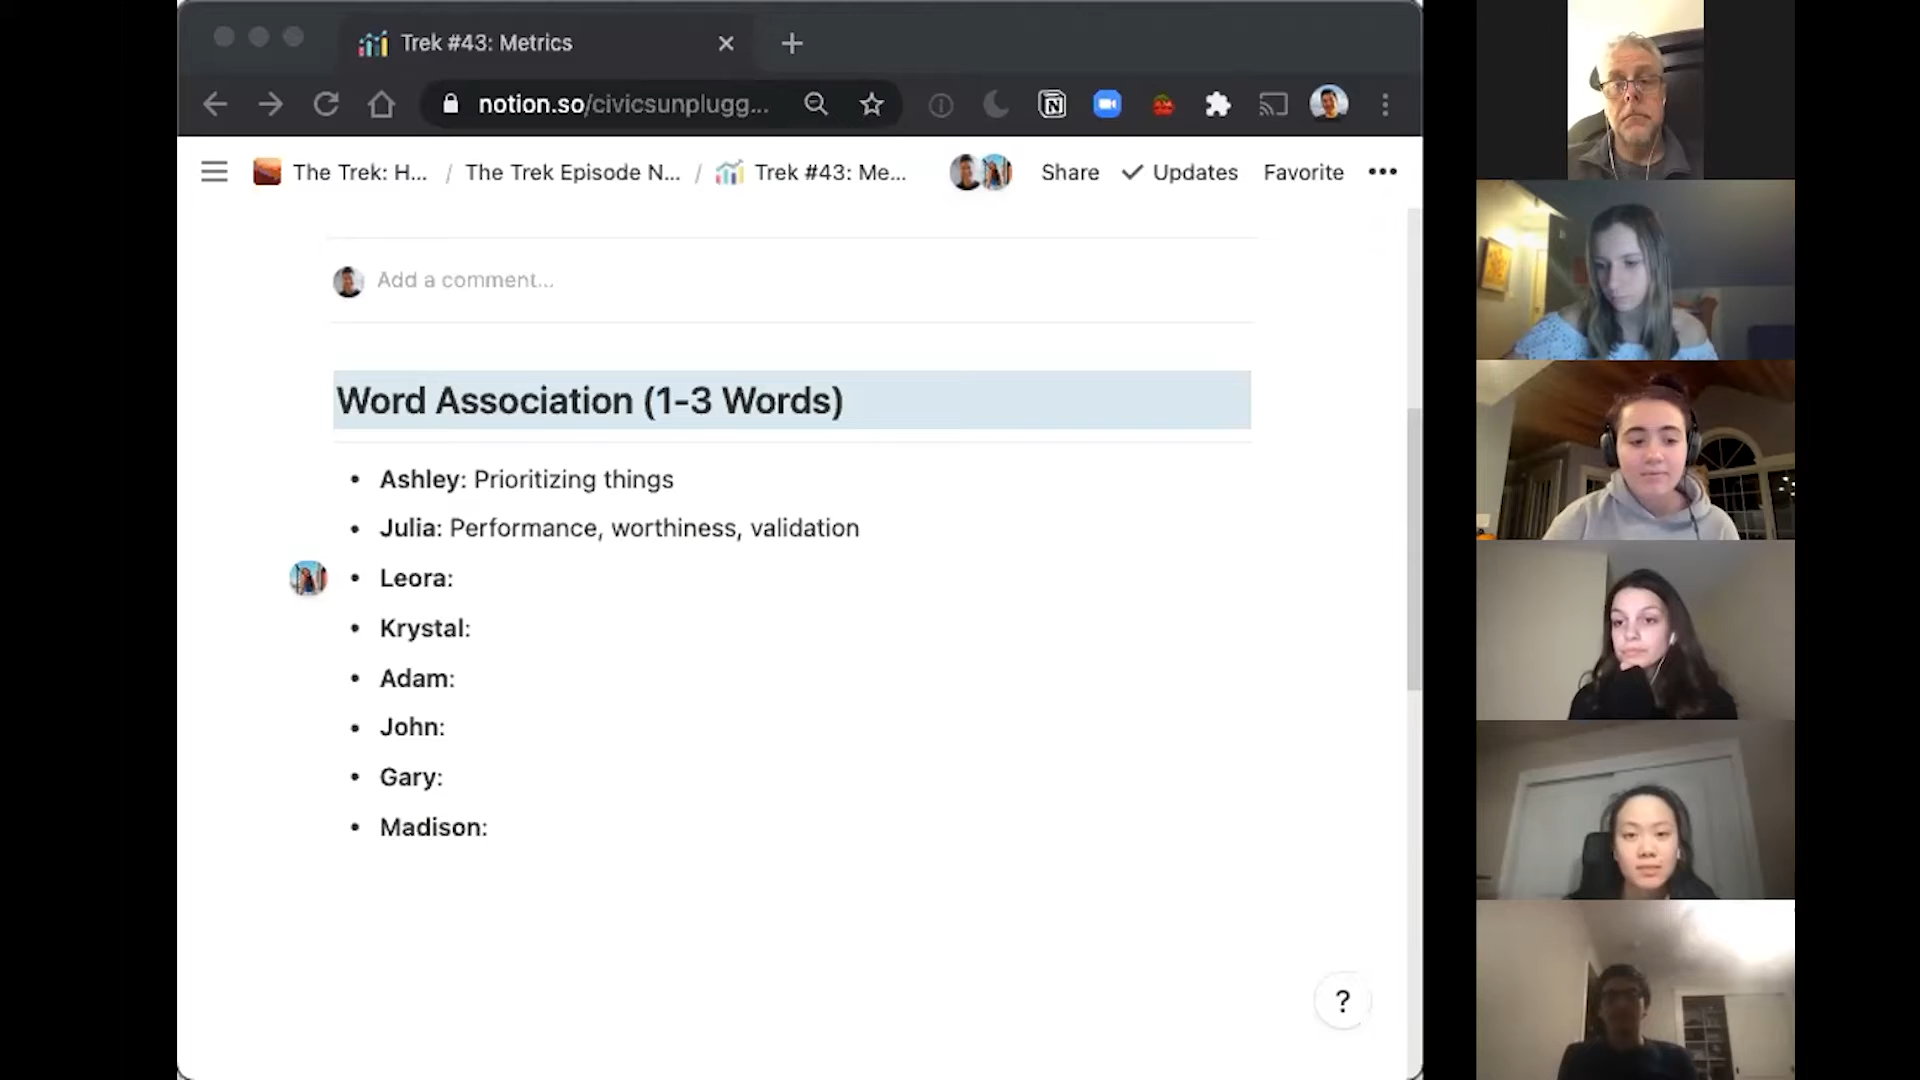 Trek #43: Metrics
notion.so/civicsunplugg...
The Trek: H... / The Trek Episode N... / Trek #43: Me... Share Updates Favorite
Add a comment...
Word Association (1-3 Words)
Ashley: Prioritizing things
Julia: Performance, worthiness, validation
Leora:
Krystal:
Adam:
John:
Gary:
Madison:
?